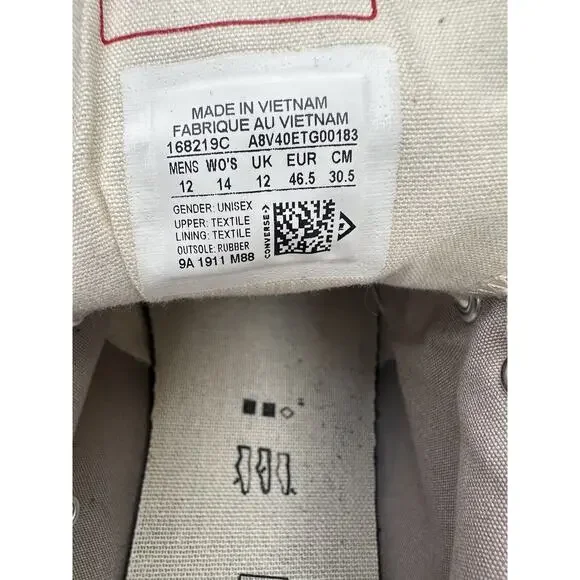 MADE IN VIETNAM
FABRIQUE AU VIETNAM
168219C A8V40ETG00183
MENS WO'S UK EUR CM
12 14 12 46.5 30.5
GENDER: UNISEX
UPPER: TEXTILE
LINING: TEXTILE
OUTSOLE: RUBBER
9A 1911 M88
CONVERSE